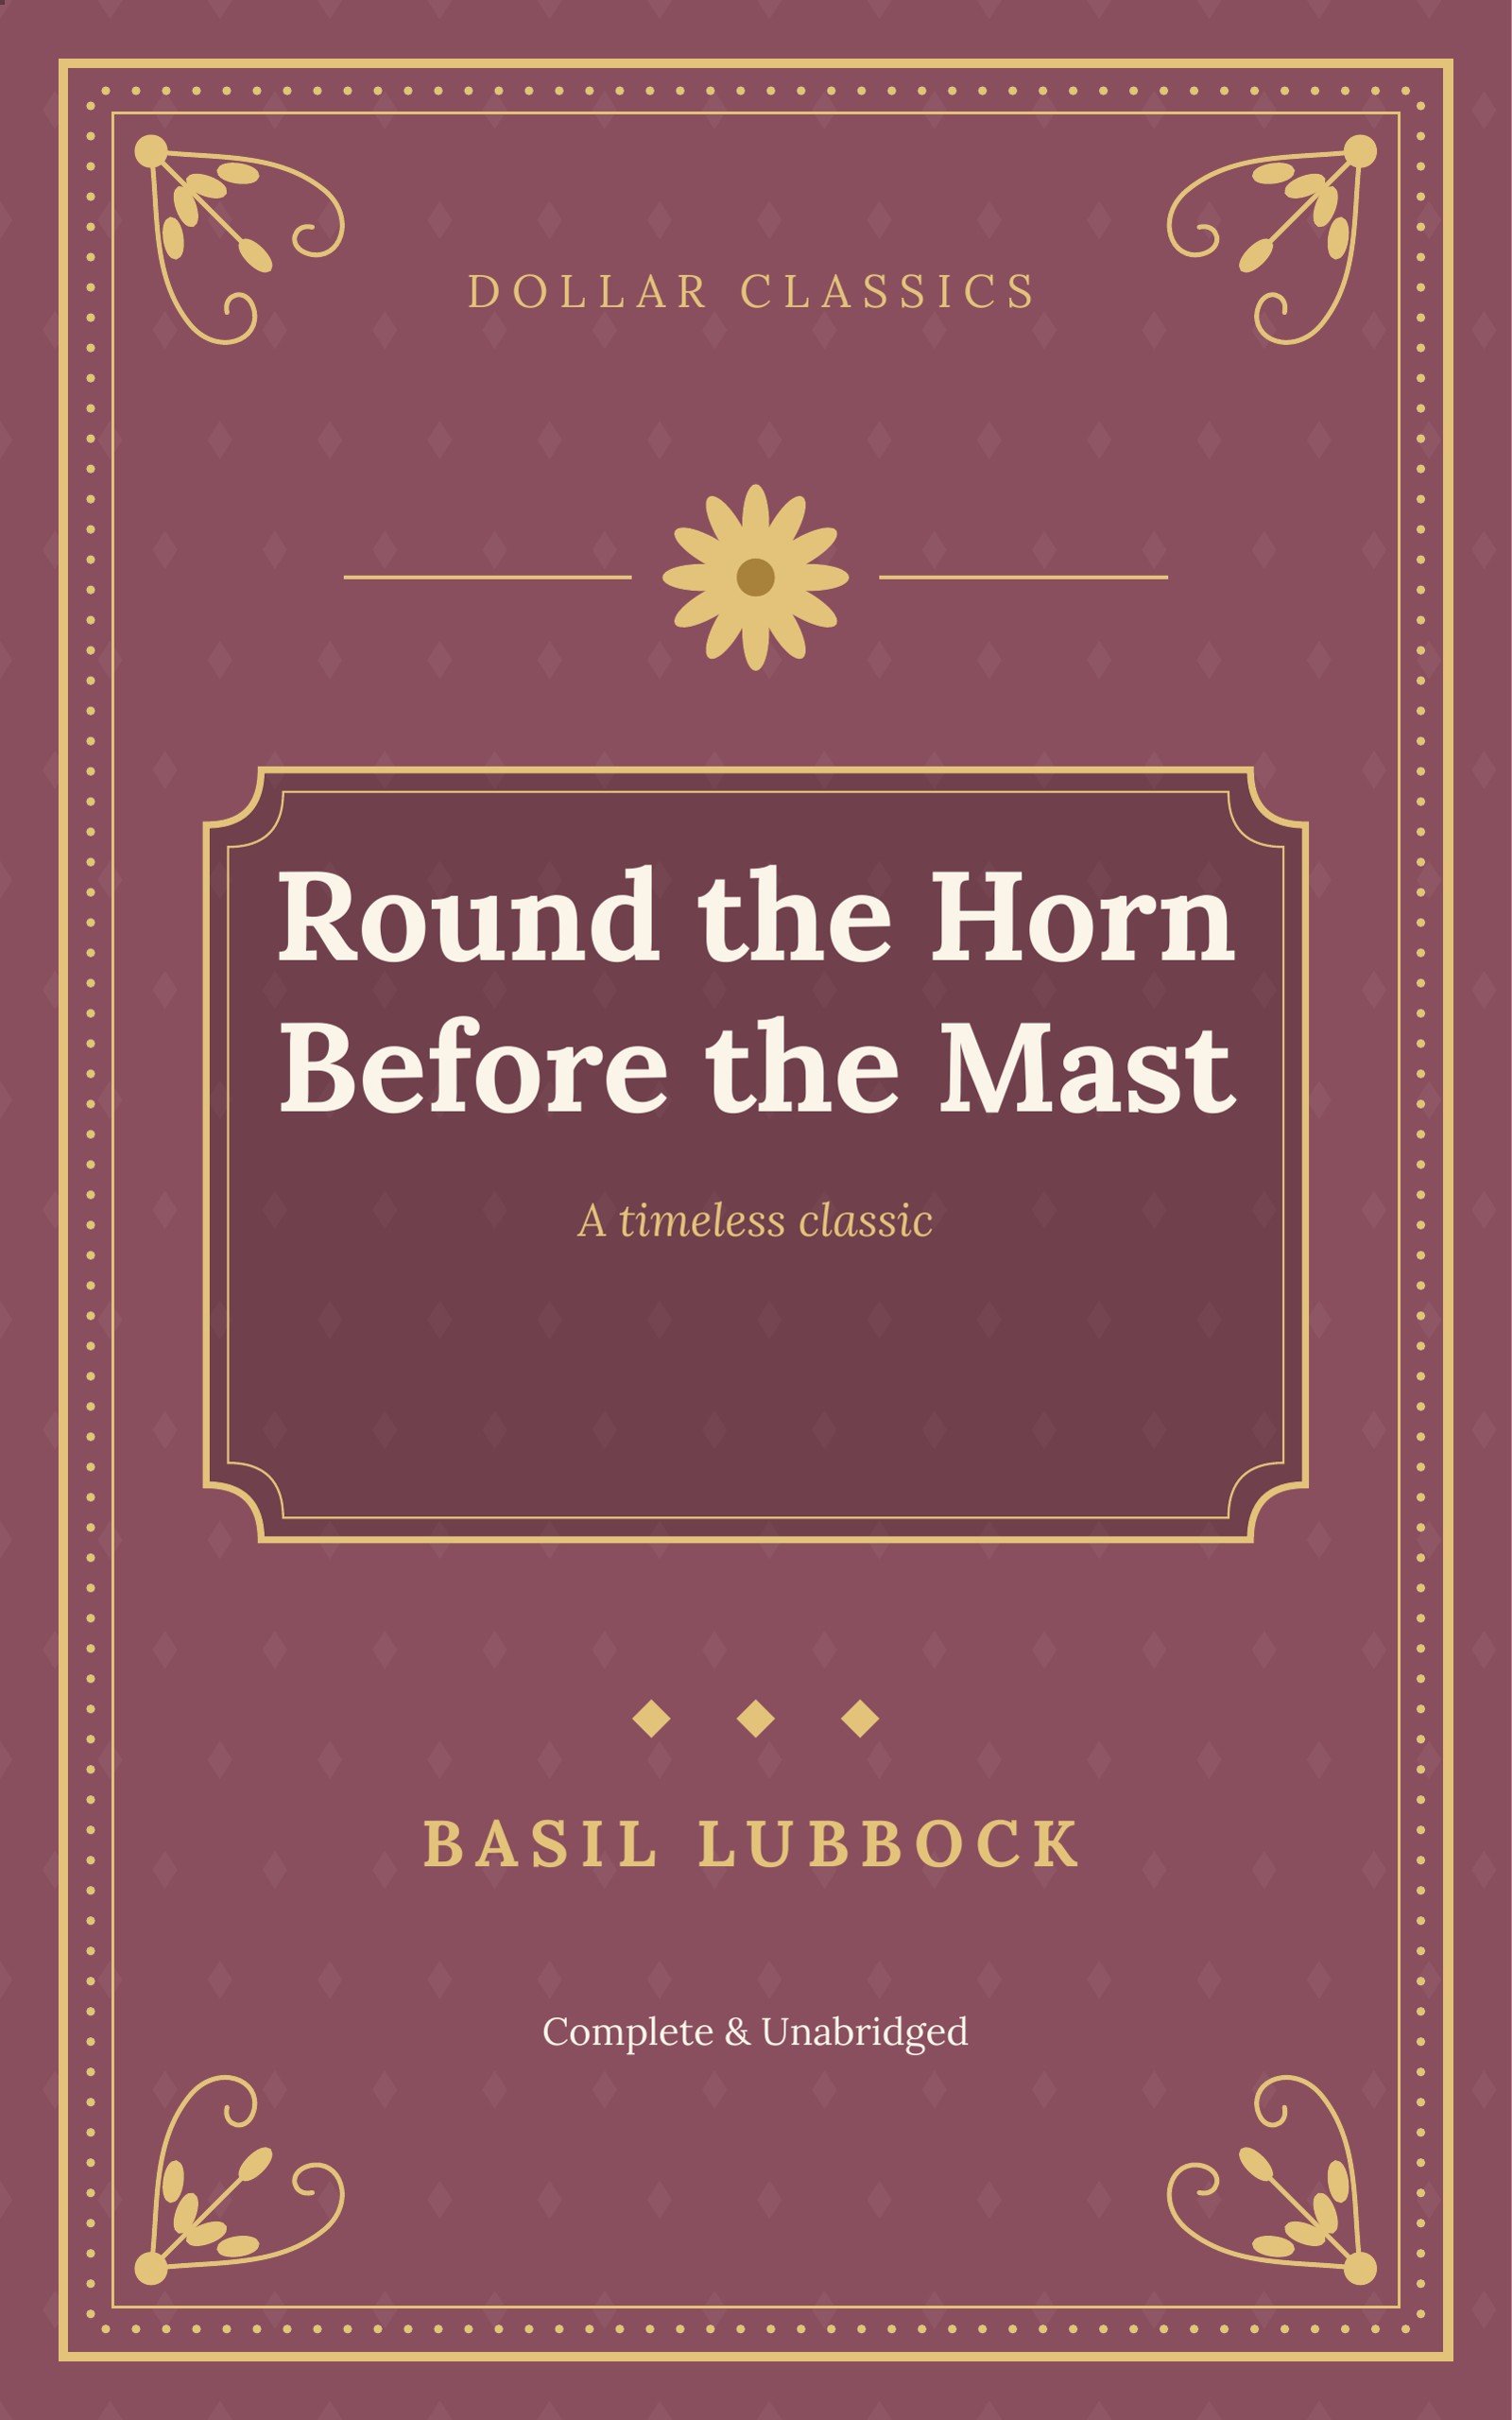 DOLLAR CLASSICS
Round the Horn
Before the Mast
A timeless classic
BASIL LUBBOCK
Complete & Unabridged